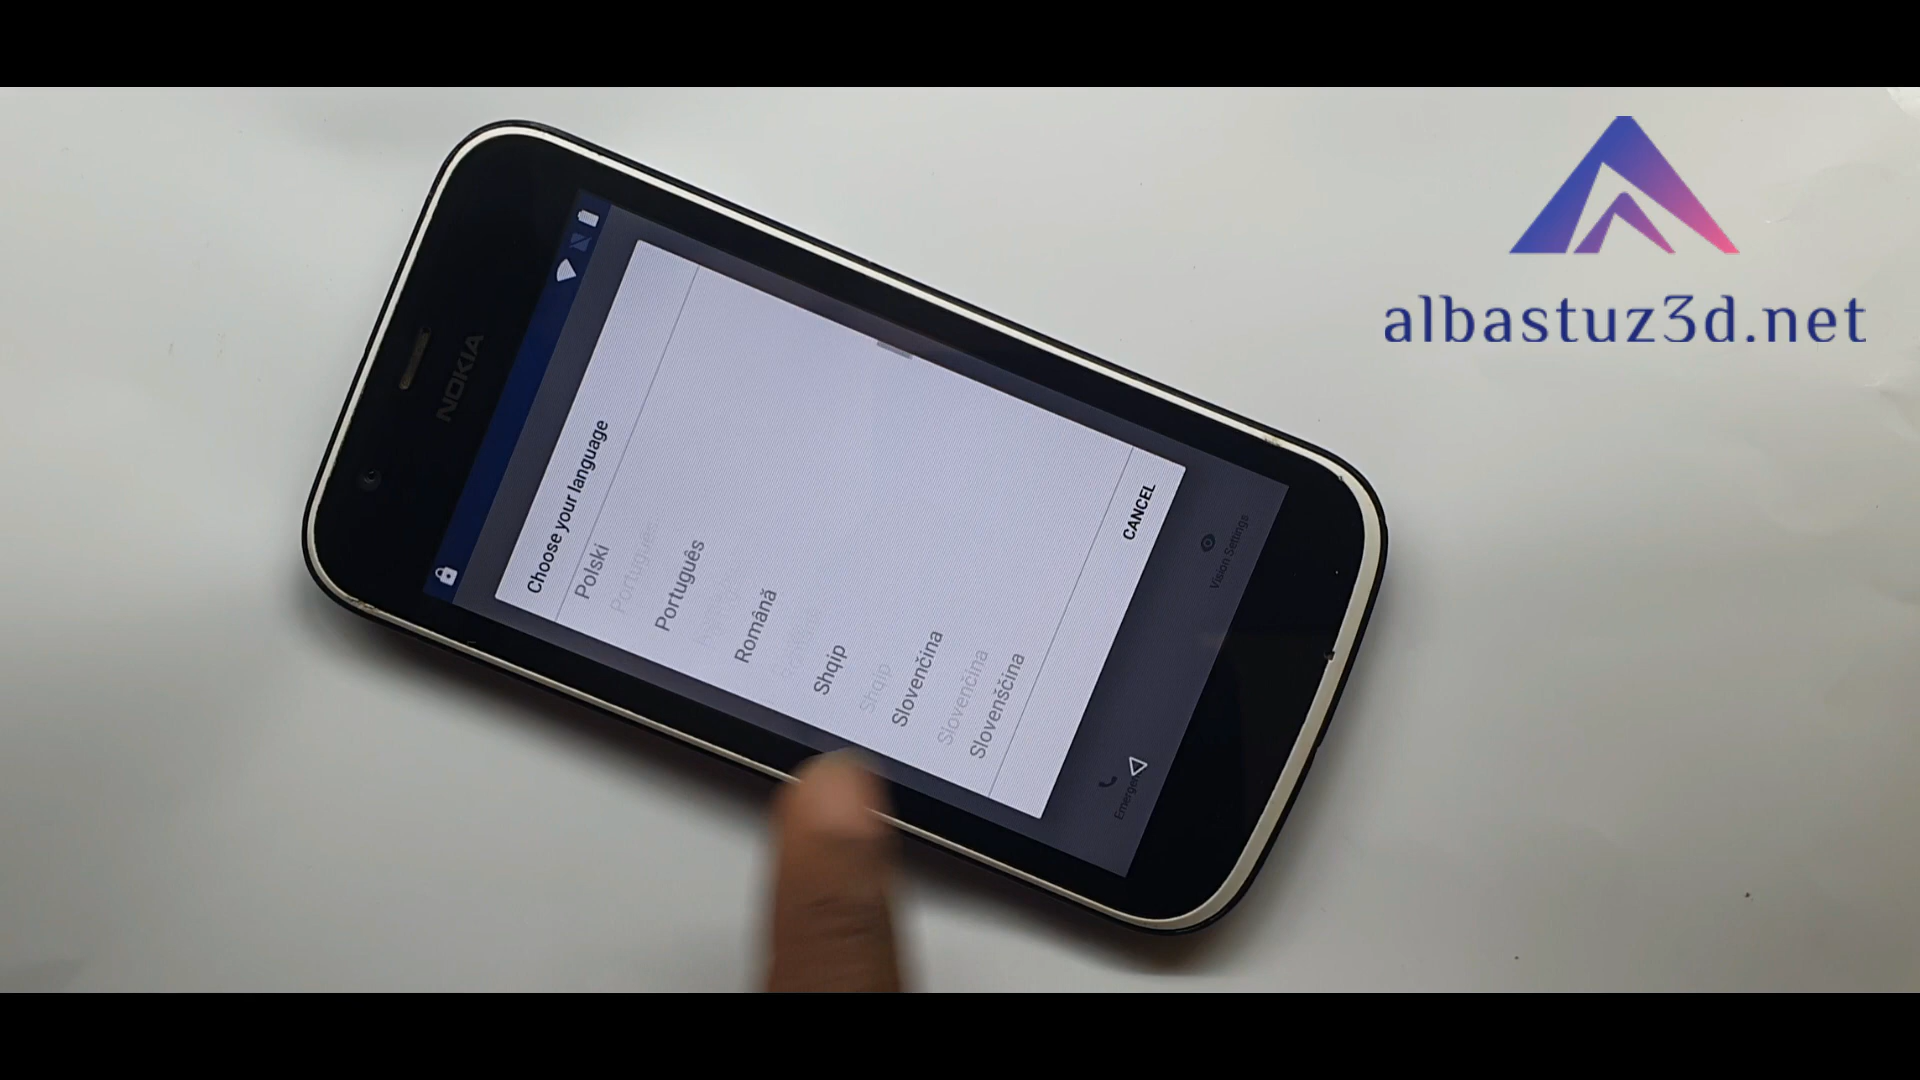 albastuz3d.net
NOKIA
Choose your language
Polski
Português
Română
Shqip
Slovenčina
Slovenščina
CANCEL
Vision Settings